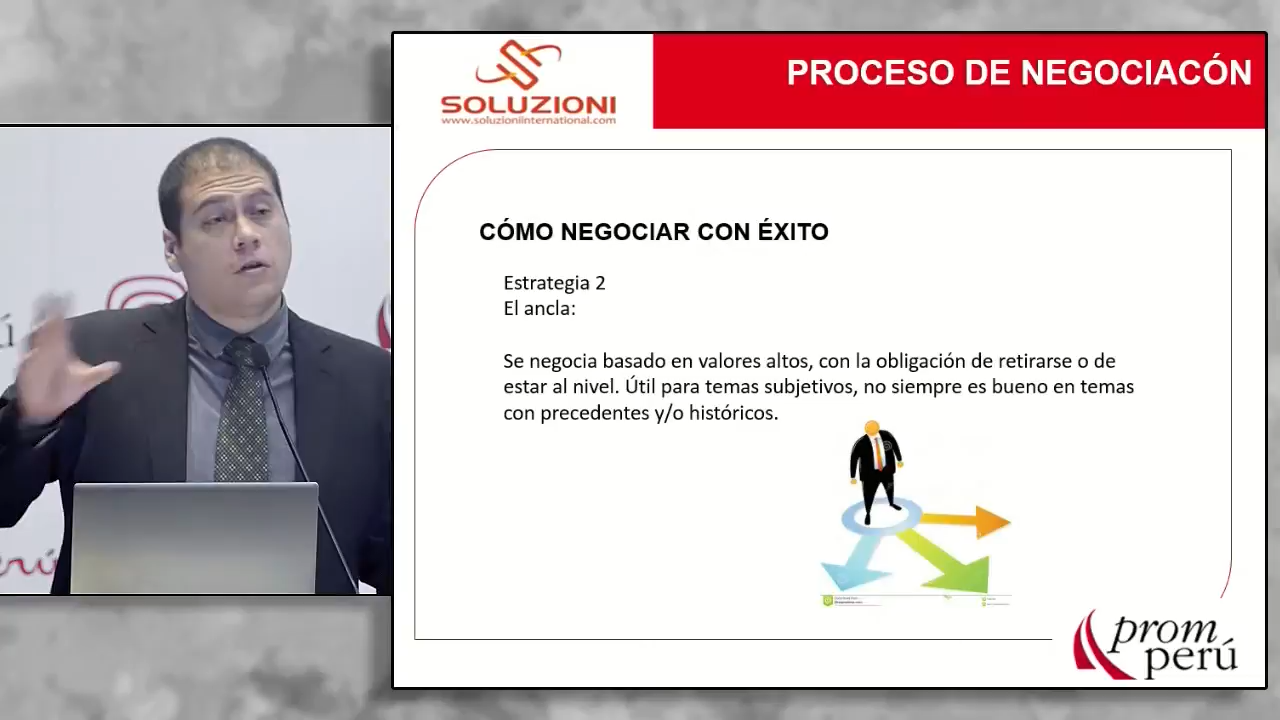 SOLUZIONI
www.soluzioniinternational.com
PROCESO DE NEGOCIACÓN
CÓMO NEGOCIAR CON ÉXITO
Estrategia 2
El ancla:
Se negocia basado en valores altos, con la obligación de retirarse o de
estar al nivel. Útil para temas subjetivos, no siempre es bueno en temas
con precedentes y/o históricos.
prom
perú